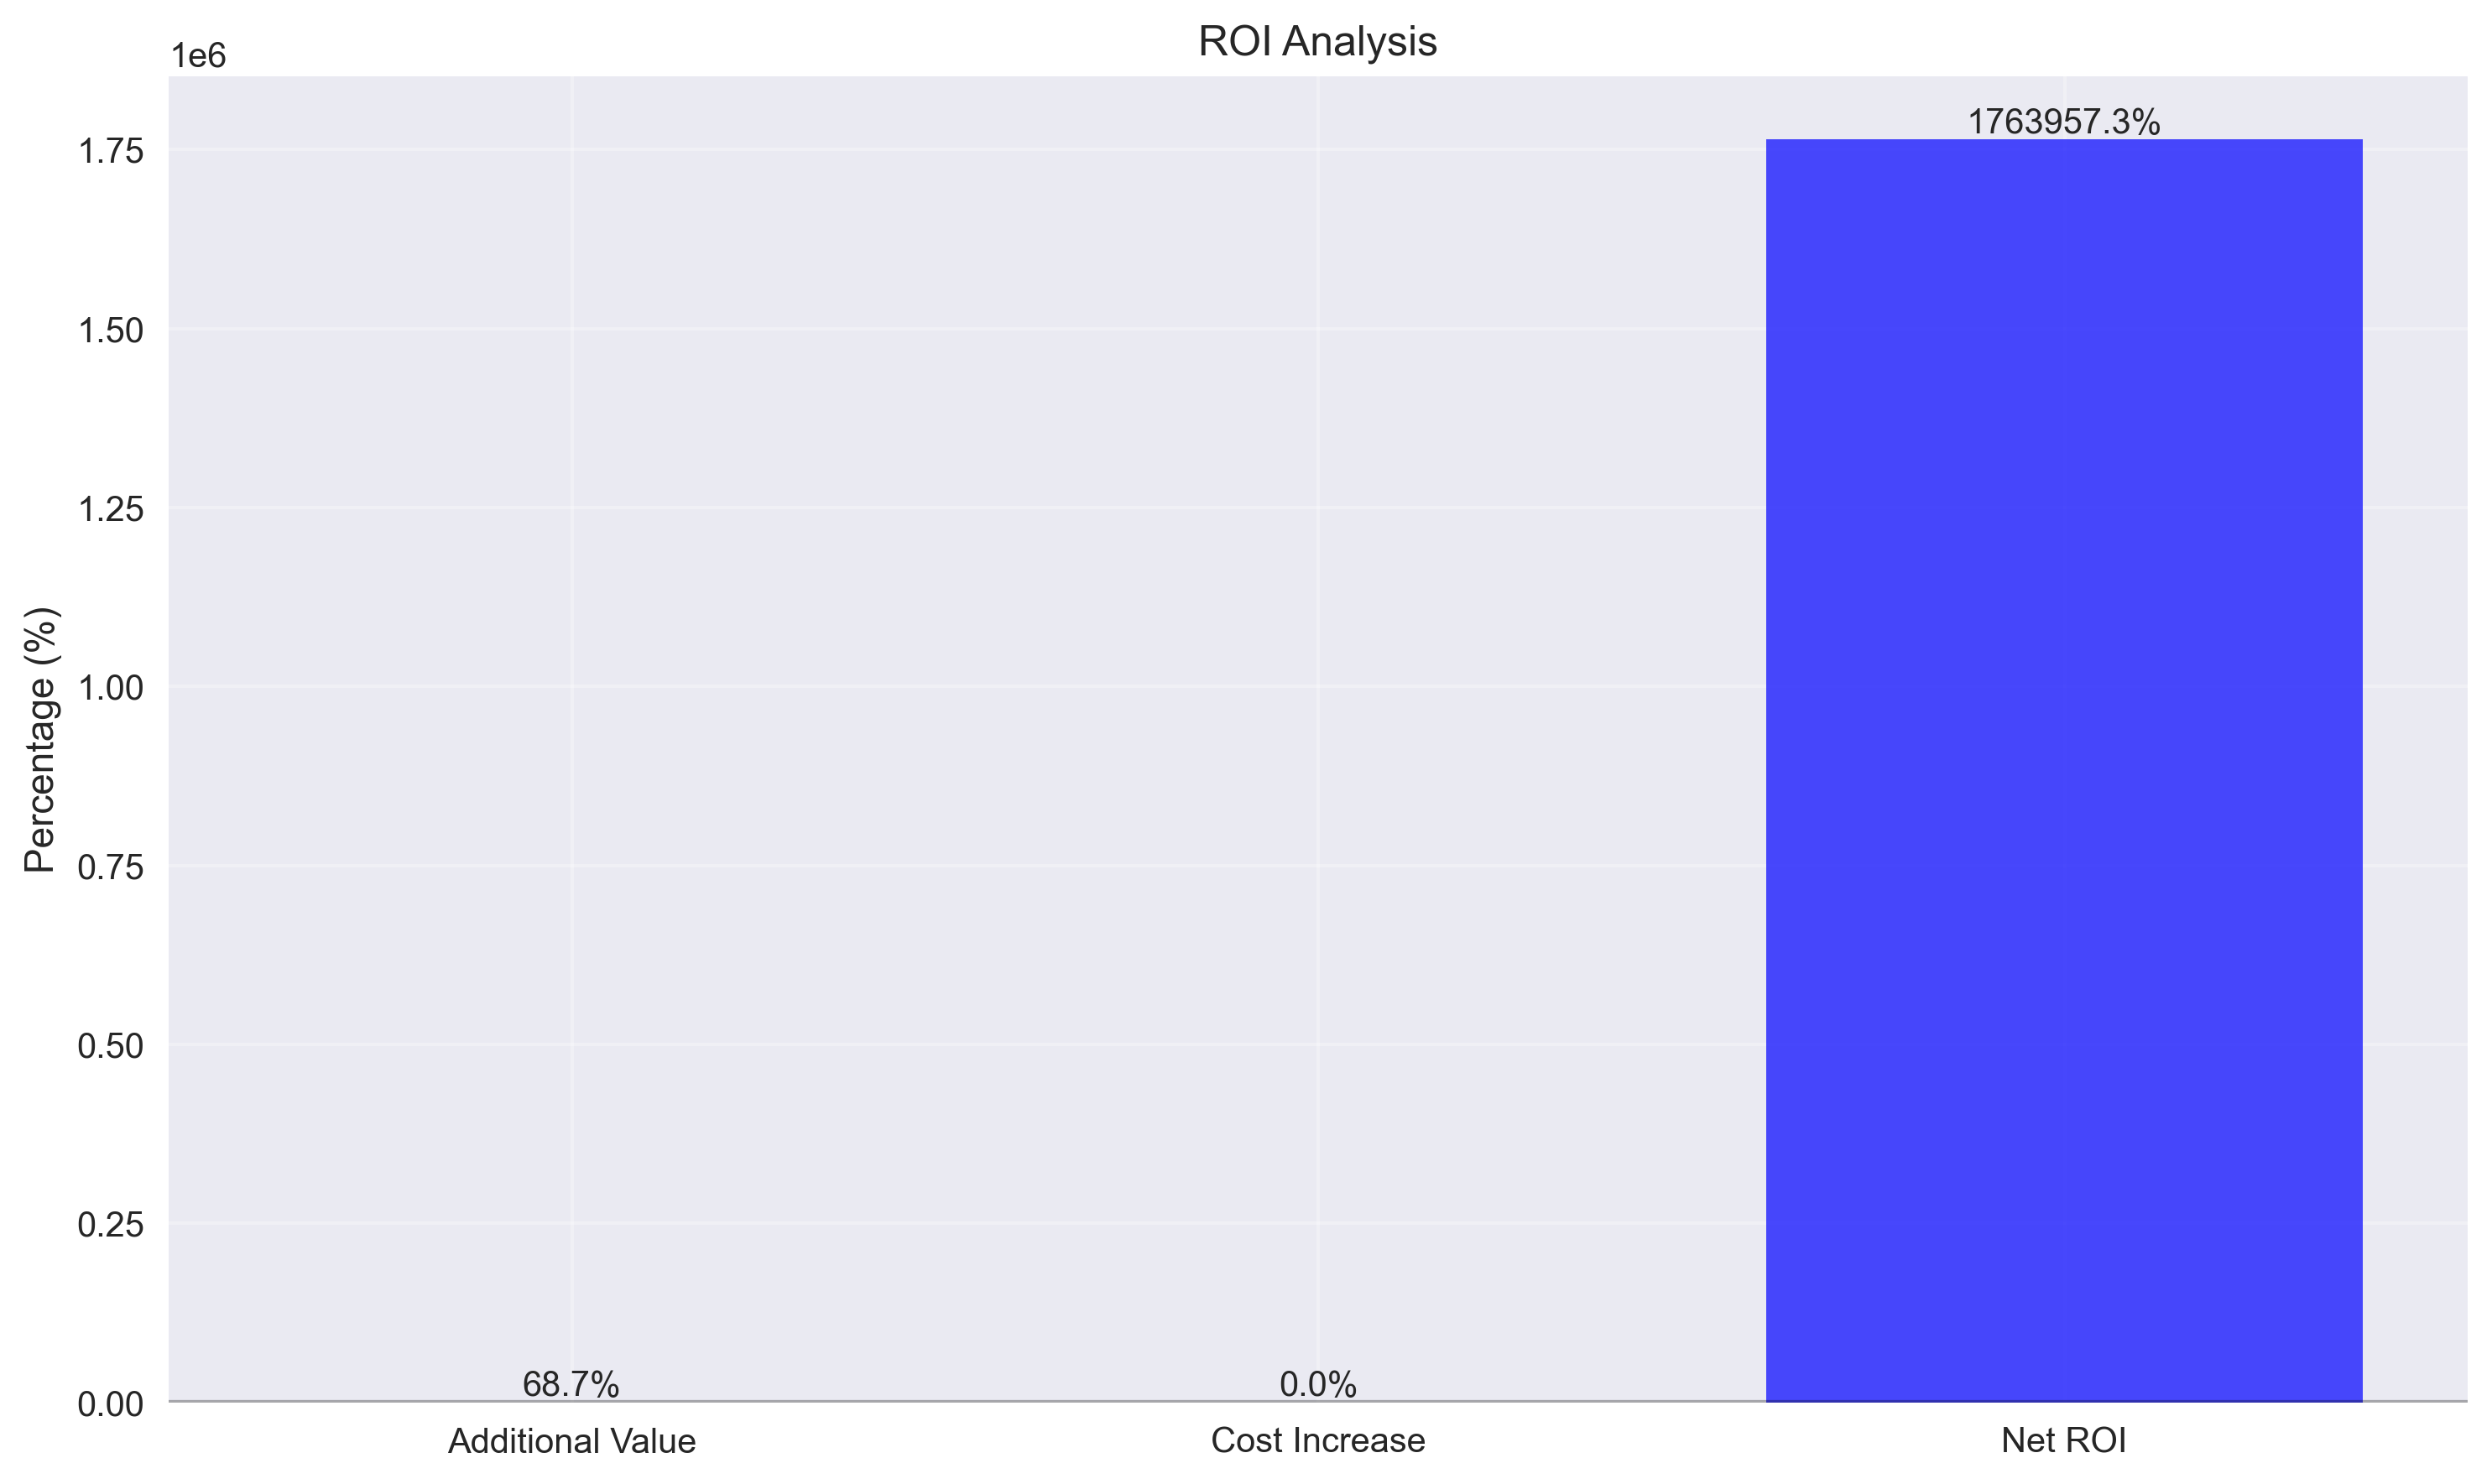 ROI Analysis
1e6
1763957.3%
1.75
1.50
1.25
1.00
0.75
0.50
0.25
0.00
Percentage (%)
68.7%
0.0%
Additional Value
Cost Increase
Net ROI